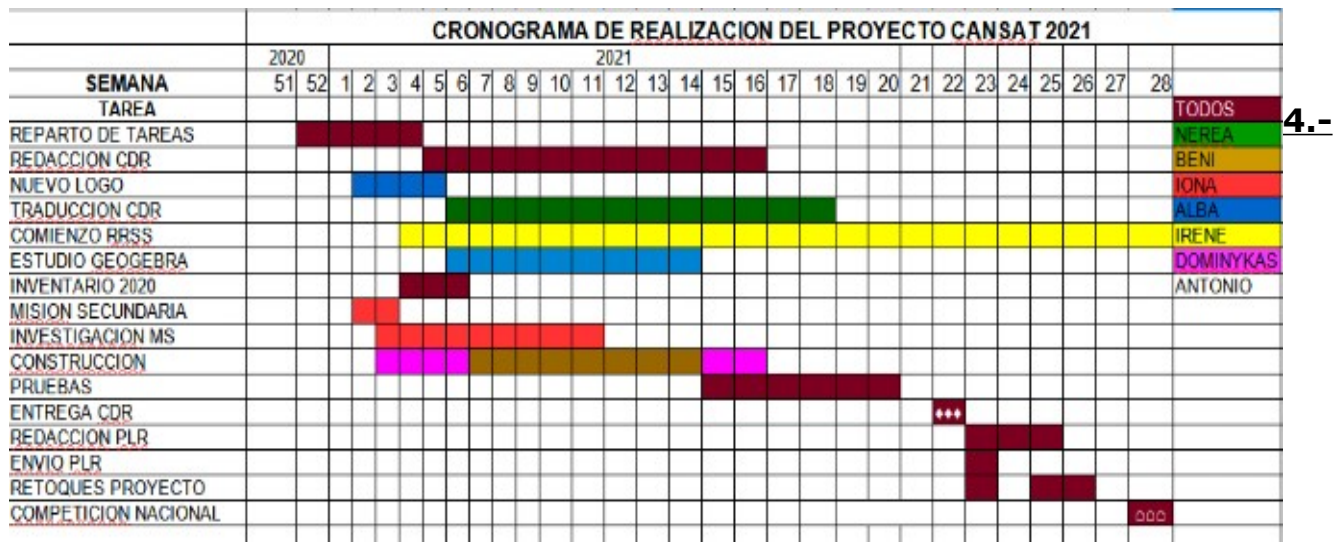 CRONOGRAMA DE REALIZACION DEL PROYECTO CANSAT 2021
2020 2021
SEMANA 51 52 1 2 3 4 5 6 7 8 9 10 11 12 13 14 15 16 17 18 19 20 21 22 23 24 25 26 27 28
TAREA TODOS
4.-
REPARTO DE TAREAS NEREA
REDACCION CDR BENI
NUEVO LOGO IONA
TRADUCCION CDR ALBA
COMIENZO RRSS IRENE
ESTUDIO GEOGEBRA DOMINYKAS
INVENTARIO 2020 ANTONIO
MISION SECUNDARIA
INVESTIGACION MS
CONSTRUCCION
PRUEBAS
ENTREGA CDR ♦♦♦
REDACCION PLR
ENVIO PLR
RETOQUES PROYECTO
COMPETICION NACIONAL ⌂⌂⌂